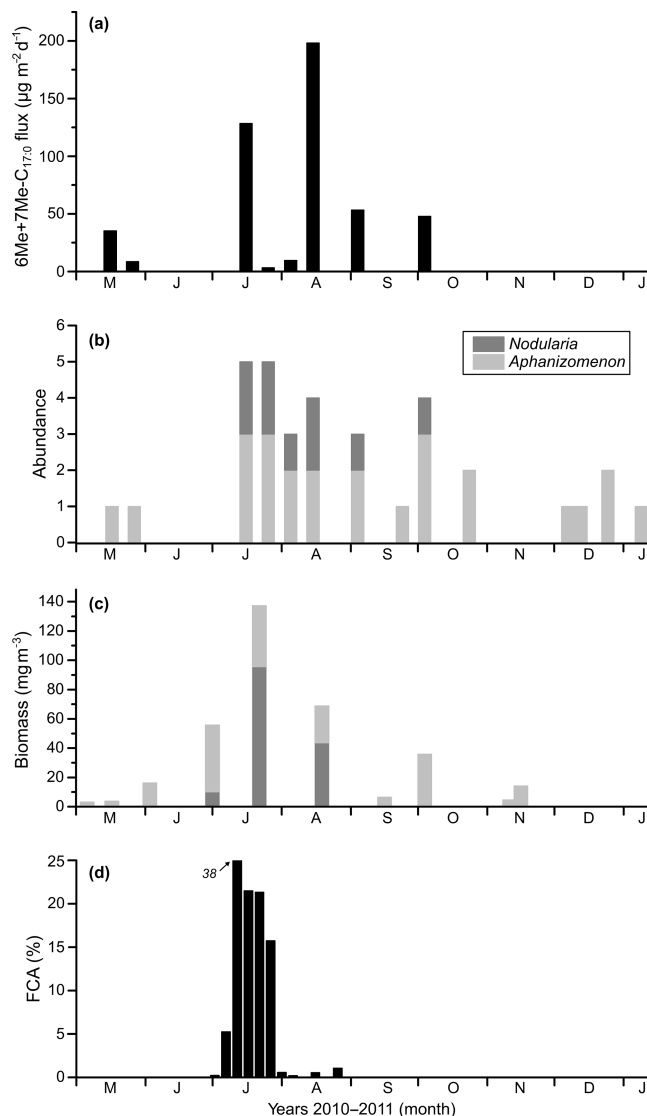 (a)
6Me+7Me-C17:0 flux (µg m-2d-1)
200
150
100
50
0
M J J A S O N D J
(b)
Nodularia
Aphanizomenon
Abundance
6
5
4
3
2
1
0
M J J A S O N D J
(c)
Biomass (mgm-3)
140
120
100
80
60
40
20
0
M J J A S O N D J
(d)
38
FCA (%)
25
20
15
10
5
0
M J J A S O N D J
Years 2010–2011 (month)